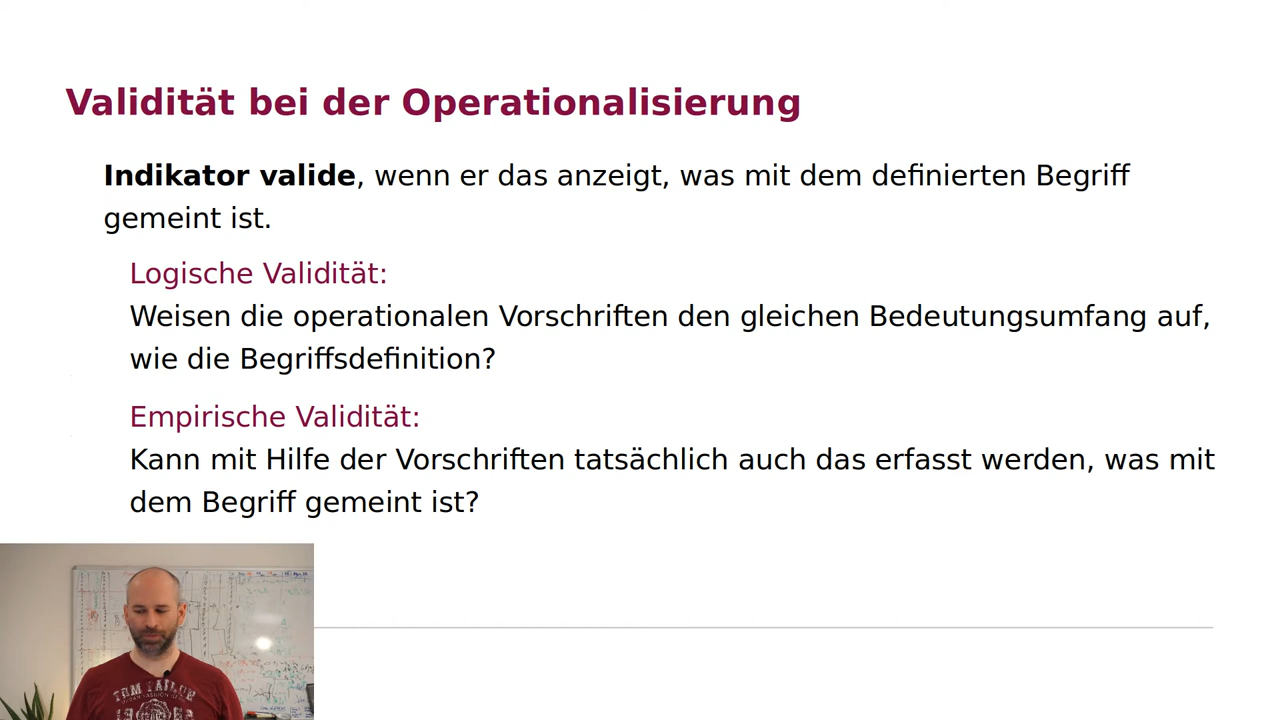 Validität bei der Operationalisierung
Indikator valide, wenn er das anzeigt, was mit dem definierten Begriff
gemeint ist.
Logische Validität:
Weisen die operationalen Vorschriften den gleichen Bedeutungsumfang auf,
wie die Begriffsdefinition?
Empirische Validität:
Kann mit Hilfe der Vorschriften tatsächlich auch das erfasst werden, was mit
dem Begriff gemeint ist?
TOM TAILOR